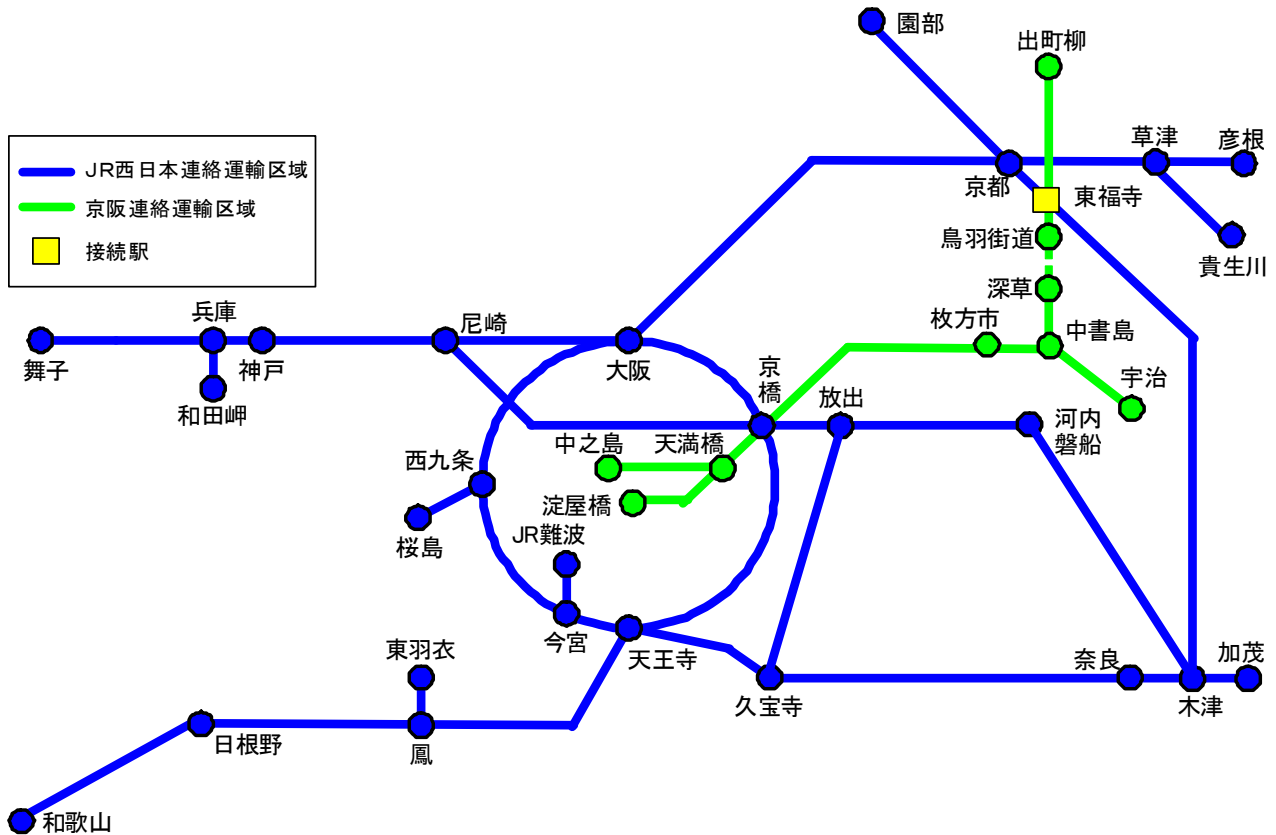 園部
出町柳
草津
彦根
JR西日本連絡運輸区域
京都
東福寺
京阪連絡運輸区域
鳥羽街道
接続駅
貴生川
深草
兵庫
尼崎
枚方市
中書島
舞子
神戸
大阪
京橋
放出
宇治
和田岬
河内
磐船
中之島
天満橋
西九条
淀屋橋
JR難波
桜島
今宮
天王寺
東羽衣
奈良
加茂
久宝寺
木津
日根野
鳳
和歌山